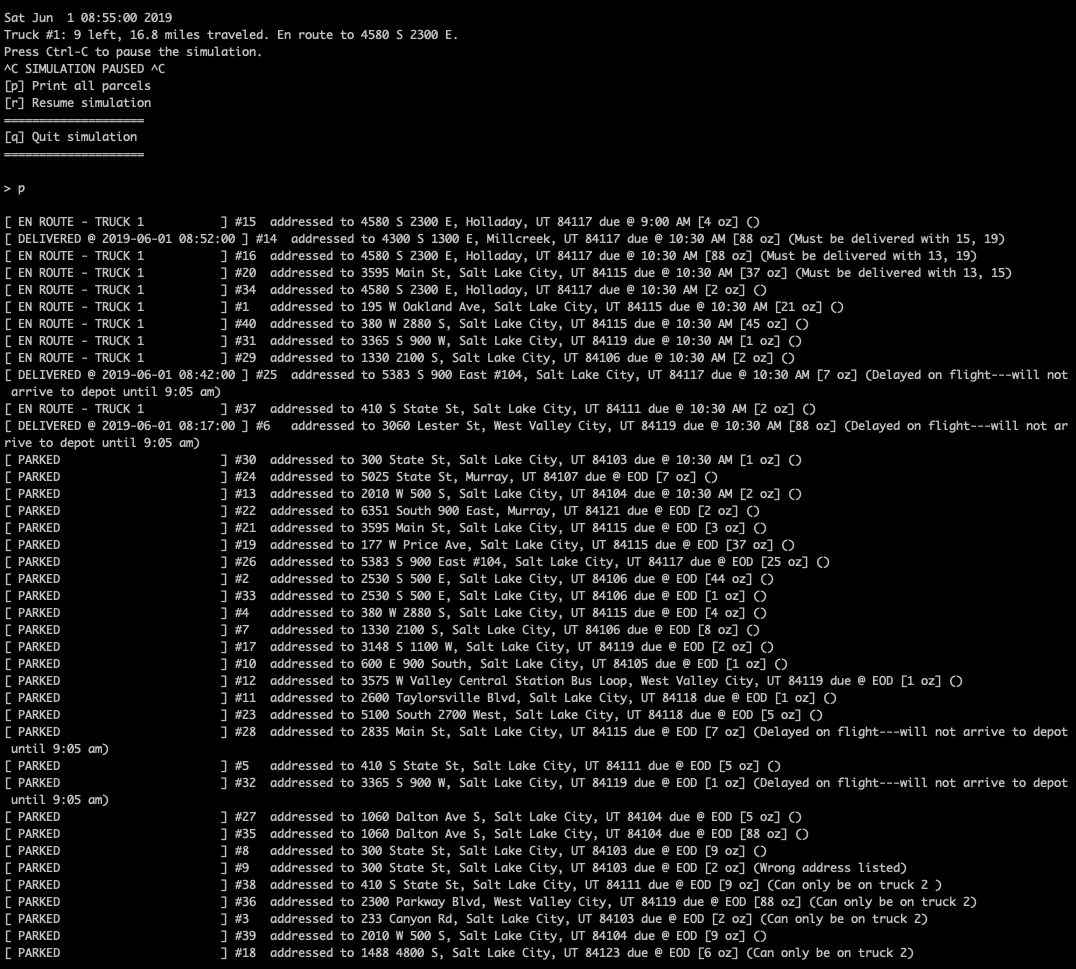 Sat Jun  1 08:55:00 2019
Truck #1: 9 left, 16.8 miles traveled. En route to 4580 S 2300 E.
Press Ctrl-C to pause the simulation.
^C SIMULATION PAUSED ^C
[p] Print all parcels
[r] Resume simulation
====================
[q] Quit simulation
====================
> p
[ EN ROUTE - TRUCK 1           ] #15  addressed to 4580 S 2300 E, Holladay, UT 84117 due @ 9:00 AM [4 oz] ()
[ DELIVERED @ 2019-06-01 08:52:00 ] #14  addressed to 4300 S 1300 E, Millcreek, UT 84117 due @ 10:30 AM [88 oz] (Must be delivered with 15, 19)
[ EN ROUTE - TRUCK 1           ] #16  addressed to 4580 S 2300 E, Holladay, UT 84117 due @ 10:30 AM [88 oz] (Must be delivered with 13, 19)
[ EN ROUTE - TRUCK 1           ] #20  addressed to 3595 Main St, Salt Lake City, UT 84115 due @ 10:30 AM [37 oz] (Must be delivered with 13, 15)
[ EN ROUTE - TRUCK 1           ] #34  addressed to 4580 S 2300 E, Holladay, UT 84117 due @ 10:30 AM [2 oz] ()
[ EN ROUTE - TRUCK 1           ] #1   addressed to 195 W Oakland Ave, Salt Lake City, UT 84115 due @ 10:30 AM [21 oz] ()
[ EN ROUTE - TRUCK 1           ] #40  addressed to 380 W 2880 S, Salt Lake City, UT 84115 due @ 10:30 AM [45 oz] ()
[ EN ROUTE - TRUCK 1           ] #31  addressed to 3365 S 900 W, Salt Lake City, UT 84119 due @ 10:30 AM [1 oz] ()
[ EN ROUTE - TRUCK 1           ] #29  addressed to 1330 2100 S, Salt Lake City, UT 84106 due @ 10:30 AM [2 oz] ()
[ DELIVERED @ 2019-06-01 08:42:00 ] #25  addressed to 5383 S 900 East #104, Salt Lake City, UT 84117 due @ 10:30 AM [7 oz] (Delayed on flight---will not
 arrive to depot until 9:05 am)
[ EN ROUTE - TRUCK 1           ] #37  addressed to 410 S State St, Salt Lake City, UT 84111 due @ 10:30 AM [2 oz] ()
[ DELIVERED @ 2019-06-01 08:17:00 ] #6   addressed to 3060 Lester St, West Valley City, UT 84119 due @ 10:30 AM [88 oz] (Delayed on flight---will not ar
rive to depot until 9:05 am)
[ PARKED                       ] #30  addressed to 300 State St, Salt Lake City, UT 84103 due @ 10:30 AM [1 oz] ()
[ PARKED                       ] #24  addressed to 5025 State St, Murray, UT 84107 due @ EOD [7 oz] ()
[ PARKED                       ] #13  addressed to 2010 W 500 S, Salt Lake City, UT 84104 due @ 10:30 AM [2 oz] ()
[ PARKED                       ] #22  addressed to 6351 South 900 East, Murray, UT 84121 due @ EOD [2 oz] ()
[ PARKED                       ] #21  addressed to 3595 Main St, Salt Lake City, UT 84115 due @ EOD [3 oz] ()
[ PARKED                       ] #19  addressed to 177 W Price Ave, Salt Lake City, UT 84115 due @ EOD [37 oz] ()
[ PARKED                       ] #26  addressed to 5383 S 900 East #104, Salt Lake City, UT 84117 due @ EOD [25 oz] ()
[ PARKED                       ] #2   addressed to 2530 S 500 E, Salt Lake City, UT 84106 due @ EOD [44 oz] ()
[ PARKED                       ] #33  addressed to 2530 S 500 E, Salt Lake City, UT 84106 due @ EOD [1 oz] ()
[ PARKED                       ] #4   addressed to 380 W 2880 S, Salt Lake City, UT 84115 due @ EOD [4 oz] ()
[ PARKED                       ] #7   addressed to 1330 2100 S, Salt Lake City, UT 84106 due @ EOD [8 oz] ()
[ PARKED                       ] #17  addressed to 3148 S 1100 W, Salt Lake City, UT 84119 due @ EOD [2 oz] ()
[ PARKED                       ] #10  addressed to 600 E 900 South, Salt Lake City, UT 84105 due @ EOD [1 oz] ()
[ PARKED                       ] #12  addressed to 3575 W Valley Central Station Bus Loop, West Valley City, UT 84119 due @ EOD [1 oz] ()
[ PARKED                       ] #11  addressed to 2600 Taylorsville Blvd, Salt Lake City, UT 84118 due @ EOD [1 oz] ()
[ PARKED                       ] #23  addressed to 5100 South 2700 West, Salt Lake City, UT 84118 due @ EOD [5 oz] ()
[ PARKED                       ] #28  addressed to 2835 Main St, Salt Lake City, UT 84115 due @ EOD [7 oz] (Delayed on flight---will not arrive to depot
 until 9:05 am)
[ PARKED                       ] #5   addressed to 410 S State St, Salt Lake City, UT 84111 due @ EOD [5 oz] ()
[ PARKED                       ] #32  addressed to 3365 S 900 W, Salt Lake City, UT 84119 due @ EOD [1 oz] (Delayed on flight---will not arrive to depot
 until 9:05 am)
[ PARKED                       ] #27  addressed to 1060 Dalton Ave S, Salt Lake City, UT 84104 due @ EOD [5 oz] ()
[ PARKED                       ] #35  addressed to 1060 Dalton Ave S, Salt Lake City, UT 84104 due @ EOD [88 oz] ()
[ PARKED                       ] #8   addressed to 300 State St, Salt Lake City, UT 84103 due @ EOD [9 oz] ()
[ PARKED                       ] #9   addressed to 300 State St, Salt Lake City, UT 84103 due @ EOD [2 oz] (Wrong address listed)
[ PARKED                       ] #38  addressed to 410 S State St, Salt Lake City, UT 84111 due @ EOD [9 oz] (Can only be on truck 2 )
[ PARKED                       ] #36  addressed to 2300 Parkway Blvd, West Valley City, UT 84119 due @ EOD [88 oz] (Can only be on truck 2)
[ PARKED                       ] #3   addressed to 233 Canyon Rd, Salt Lake City, UT 84103 due @ EOD [2 oz] (Can only be on truck 2)
[ PARKED                       ] #39  addressed to 2010 W 500 S, Salt Lake City, UT 84104 due @ EOD [9 oz] ()
[ PARKED                       ] #18  addressed to 1488 4800 S, Salt Lake City, UT 84123 due @ EOD [6 oz] (Can only be on truck 2)